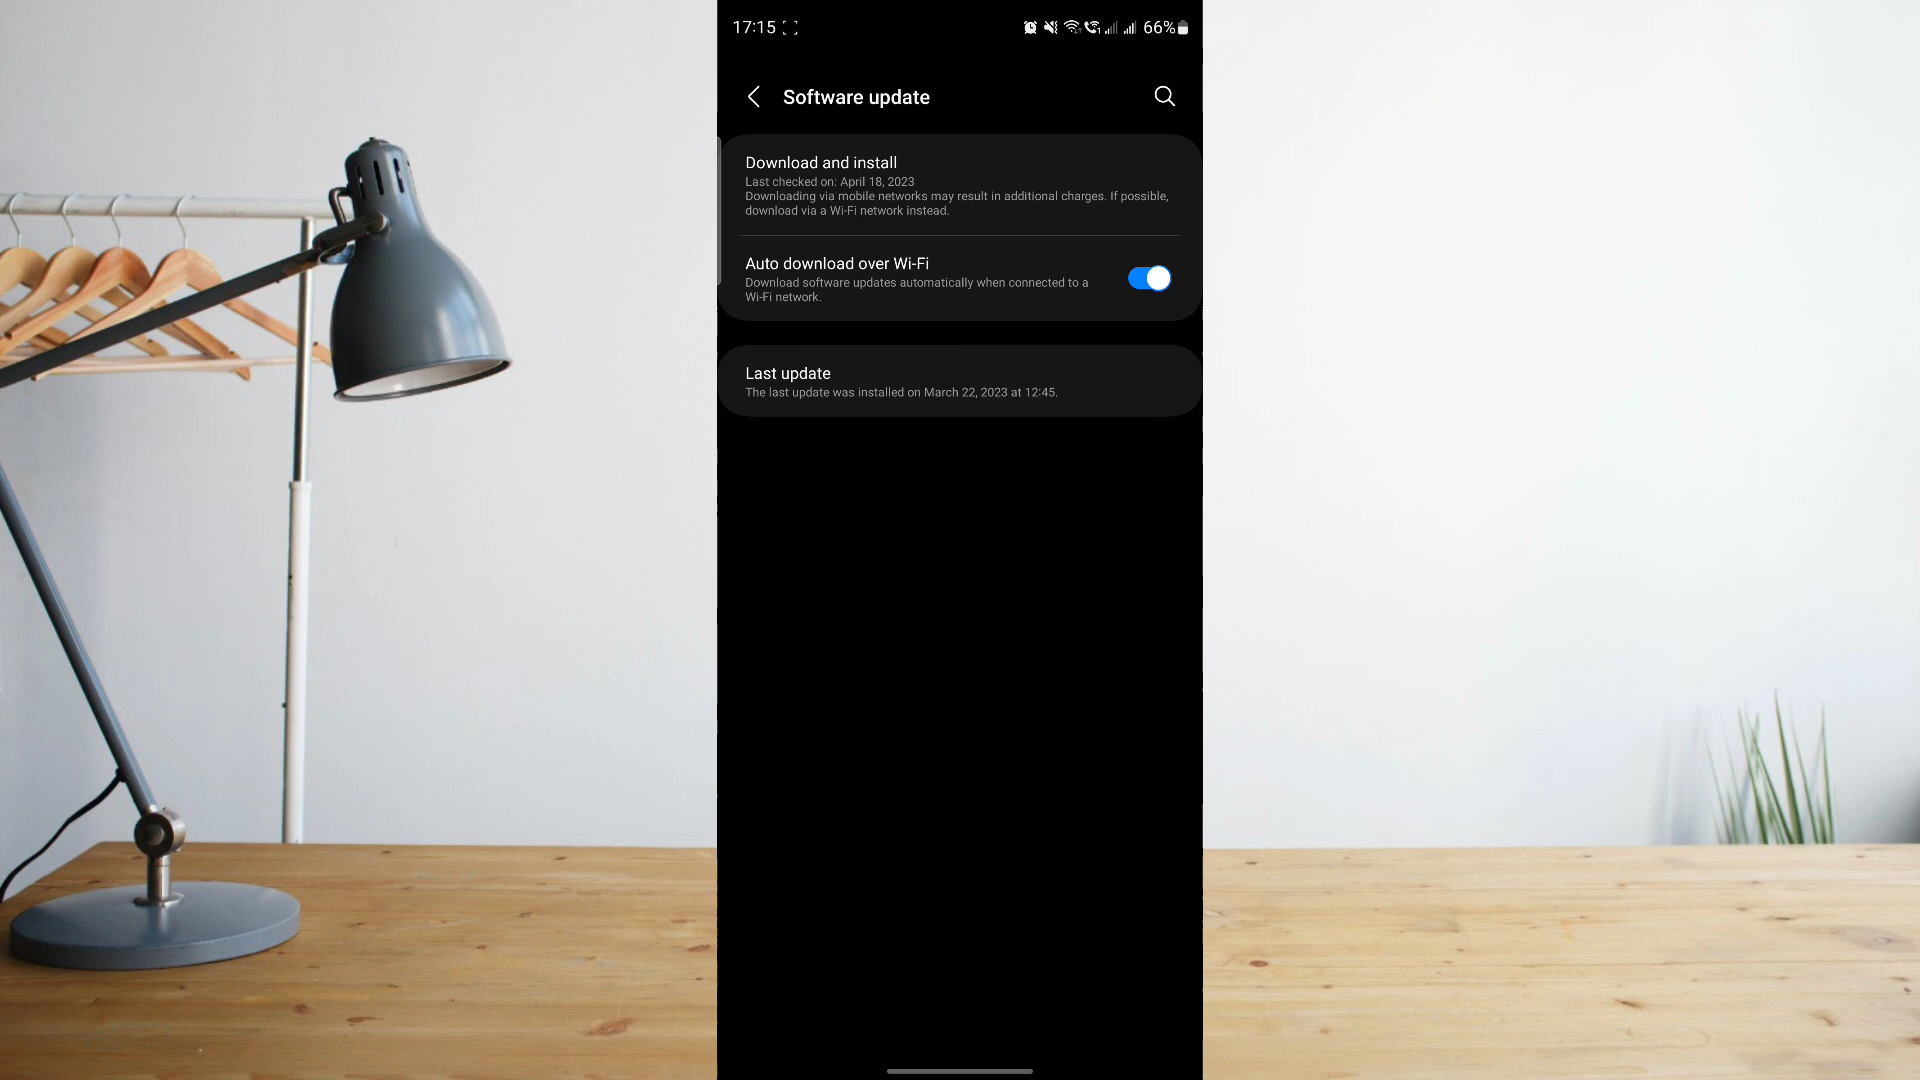 17:15
66%
Software update
Download and install
Last checked on: April 18, 2023
Downloading via mobile networks may result in additional charges. If possible,
download via a Wi-Fi network instead.
Auto download over Wi-Fi
Download software updates automatically when connected to a
Wi-Fi network.
Last update
The last update was installed on March 22, 2023 at 12:45.